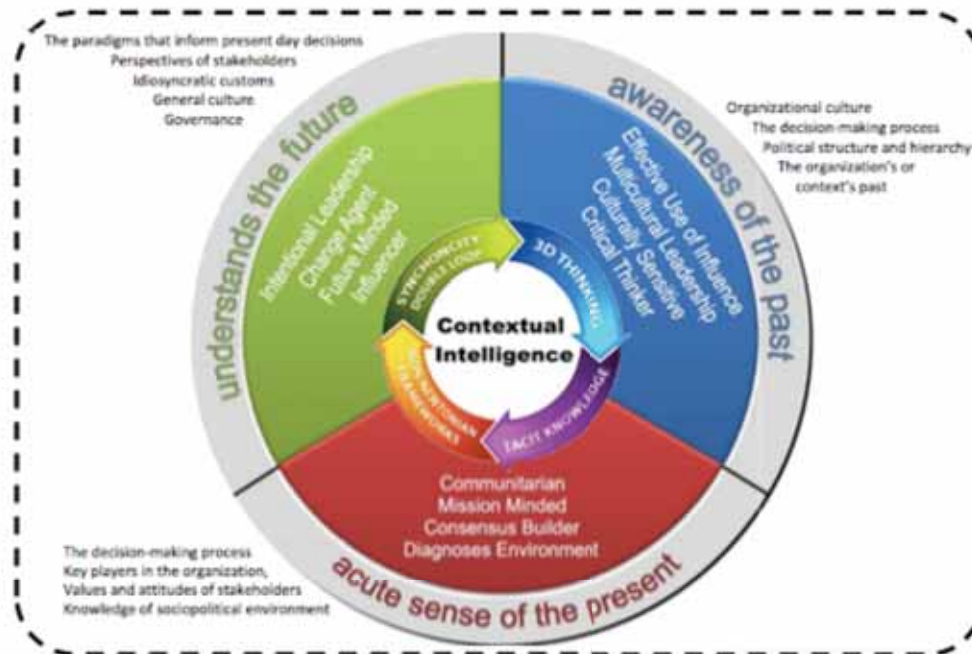 The paradigms that inform present day decisions
Perspectives of stakeholders
Idiosyncratic customs
General culture
Governance
Organizational culture
The decision-making process
Political structure and hierarchy
The organization's or
context's past
understands the future
awareness of the past
Intentional Leadership
Change Agent
Future Minded
Influencer
Effective Use of Influence
Multicultural Leadership
Culturally Sensitive
Critical Thinker
SYNCHONCITY
DOUBLE LOOP
3D THINKING
Contextual
Intelligence
NON-NEWTONIAN
FRAMEWORKS
TACIT KNOWLEDGE
Communitarian
Mission Minded
Consensus Builder
Diagnoses Environment
acute sense of the present
The decision-making process
Key players in the organization,
Values and attitudes of stakeholders
Knowledge of sociopolitical environment